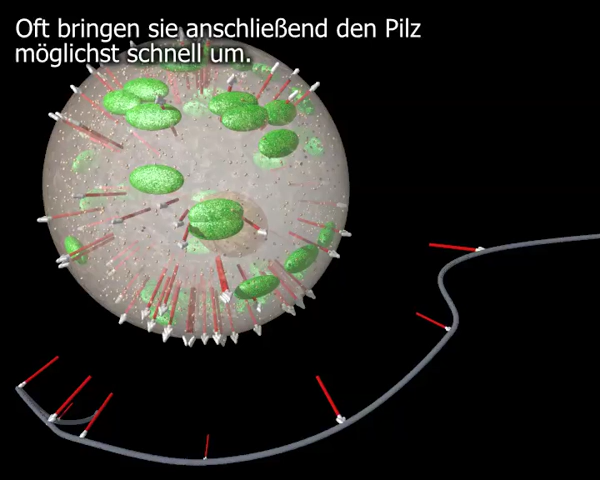 Oft bringen sie anschließend den Pilz
möglichst schnell um.